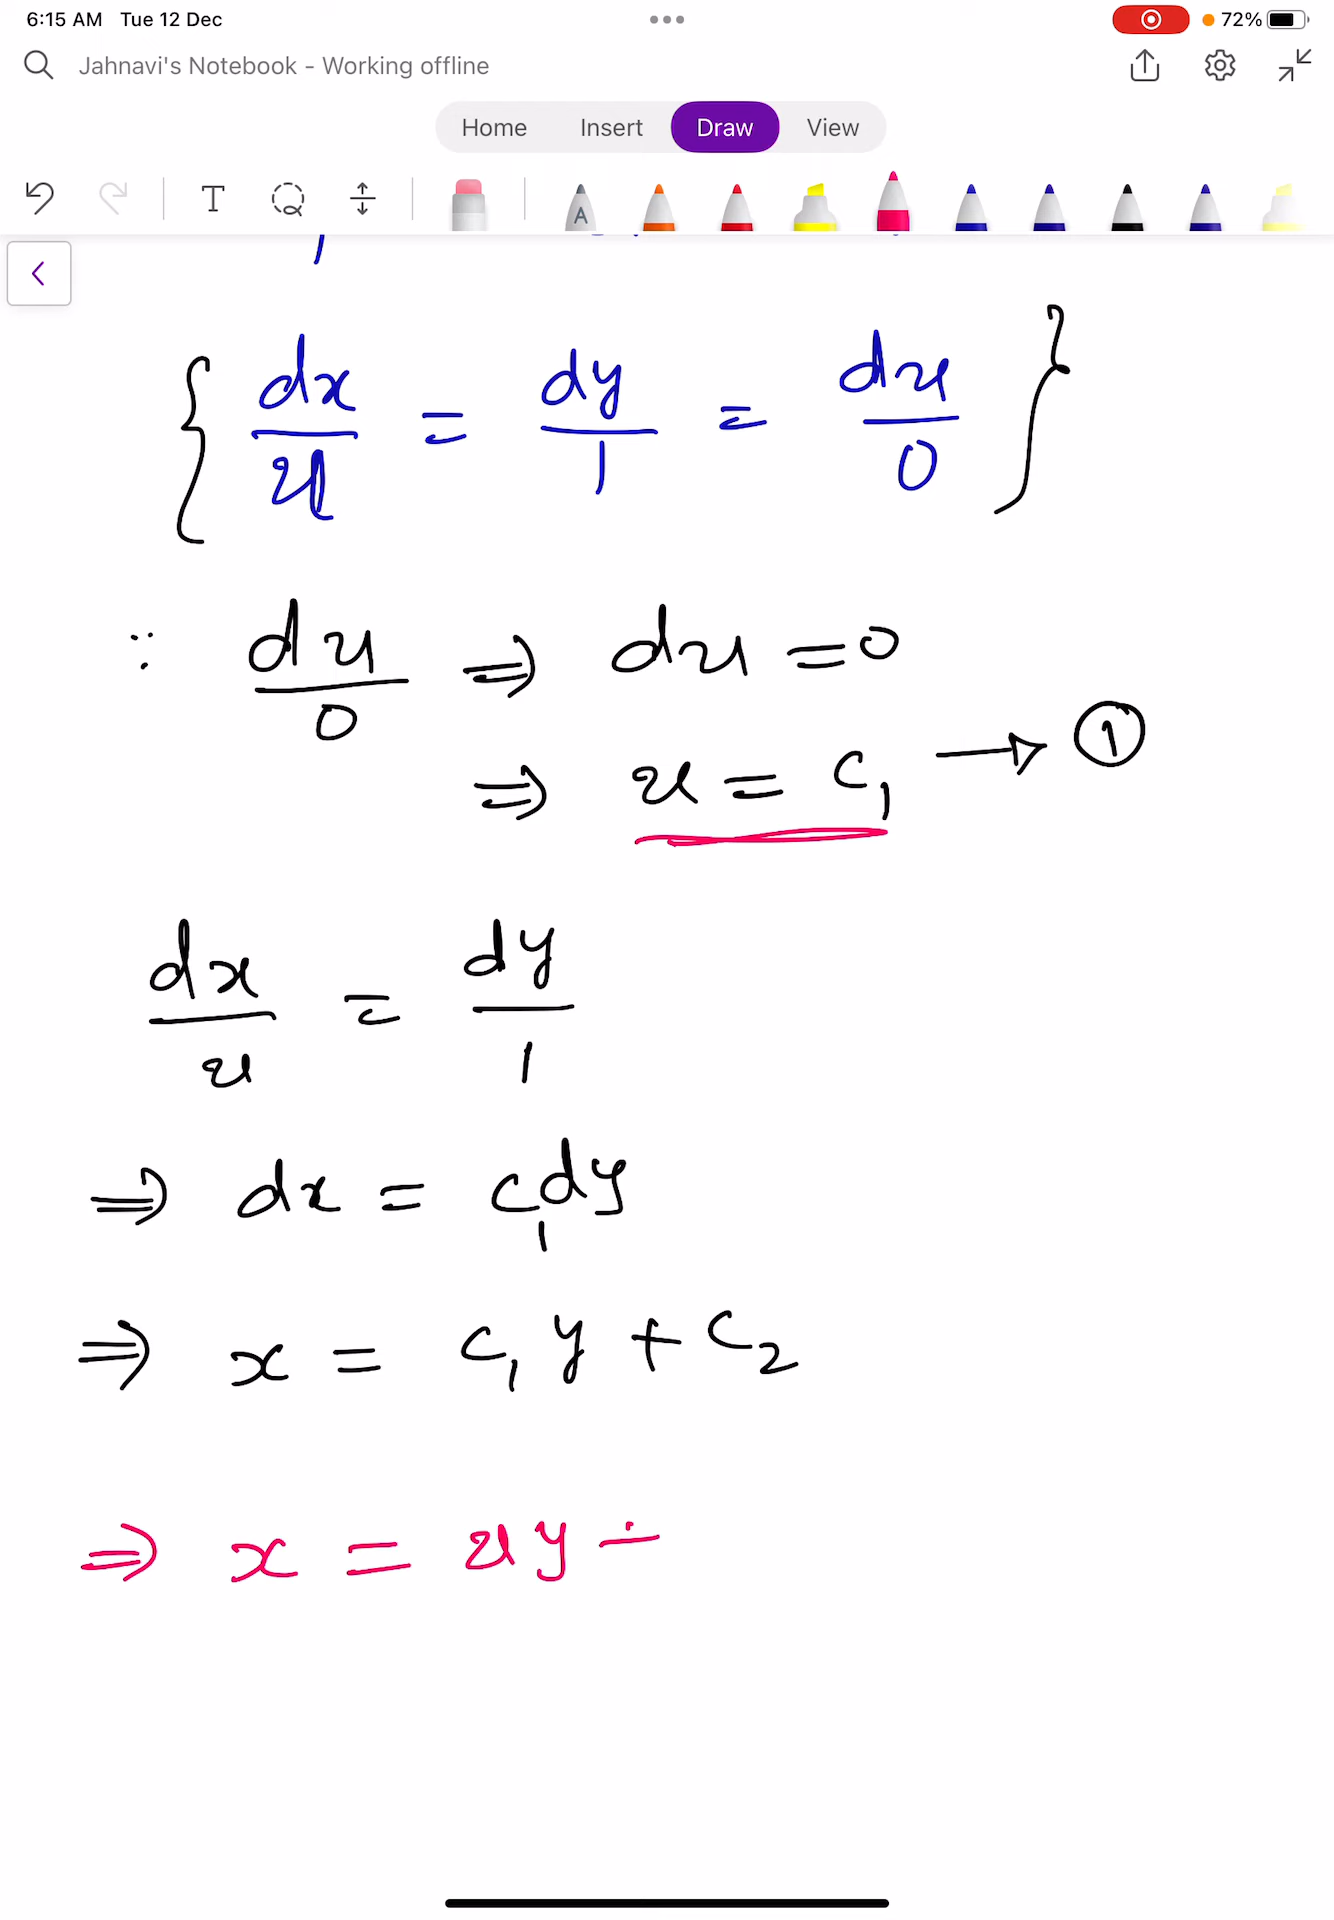 6:15 AM Tue 12 Dec
72%
Jahnavi's Notebook - Working offline
Home Insert Draw View
T A
{ dx/u = dy/1 = du/0 }
∵ du/0 ⇒ du = 0
⇒ u = c₁ → ①
dx/u = dy/1
⇒ dx = c₁dy
⇒ x = c₁ y + c₂
⇒ x = uy